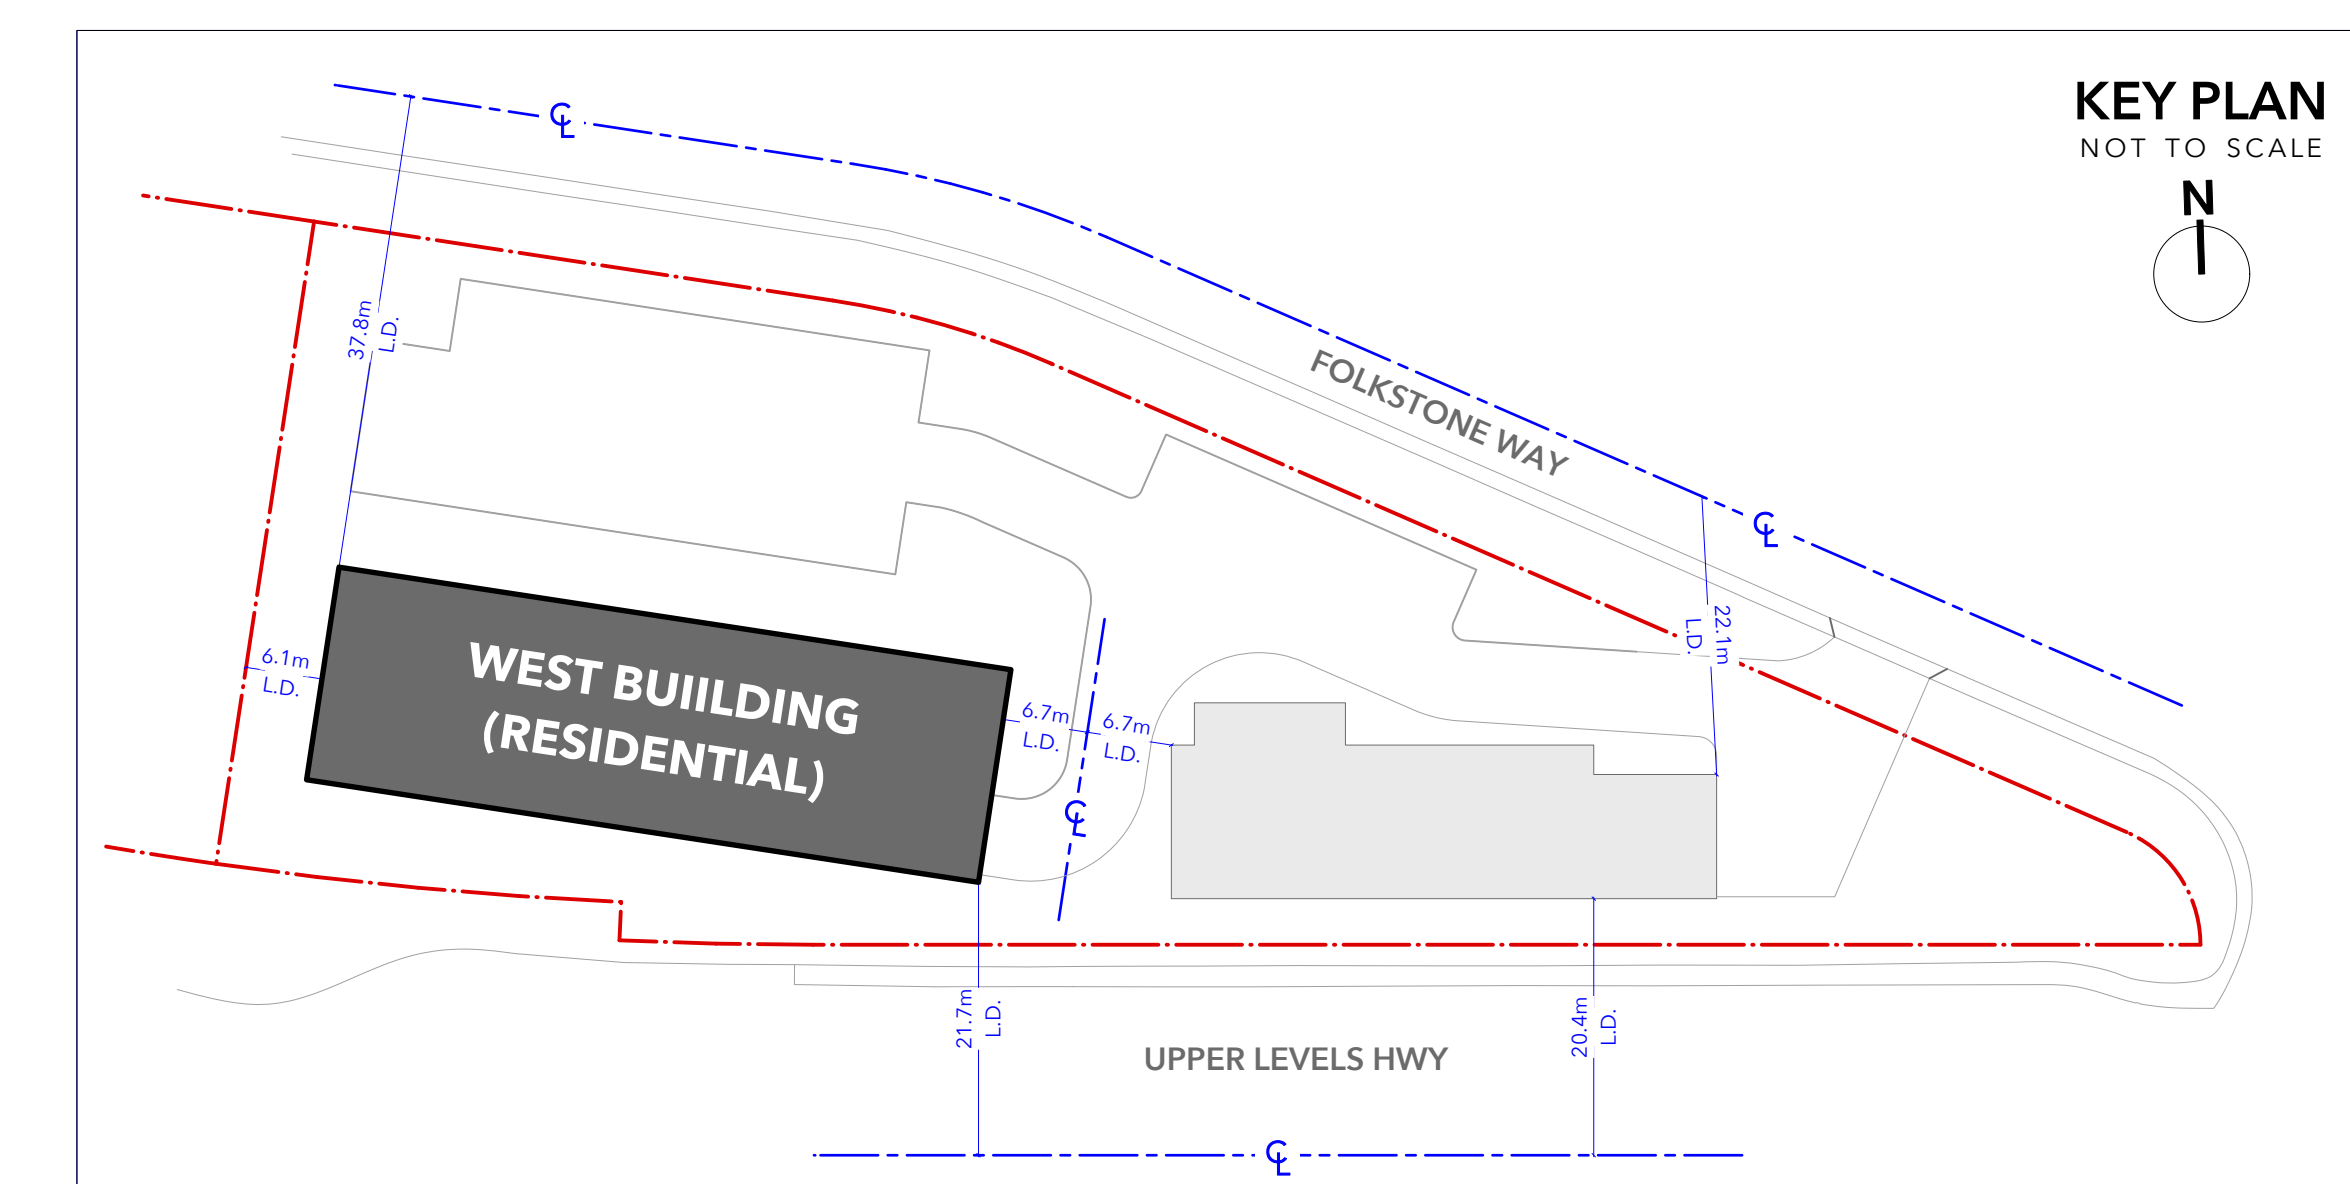 KEY PLAN
NOT TO SCALE
N
℄
37.8m
L.D.
FOLKSTONE WAY
℄
22.1m
L.D.
6.1m
L.D.
WEST BUIILDING
(RESIDENTIAL)
6.7m
L.D.
6.7m
L.D.
℄
21.7m
L.D.
20.4m
L.D.
UPPER LEVELS HWY
℄